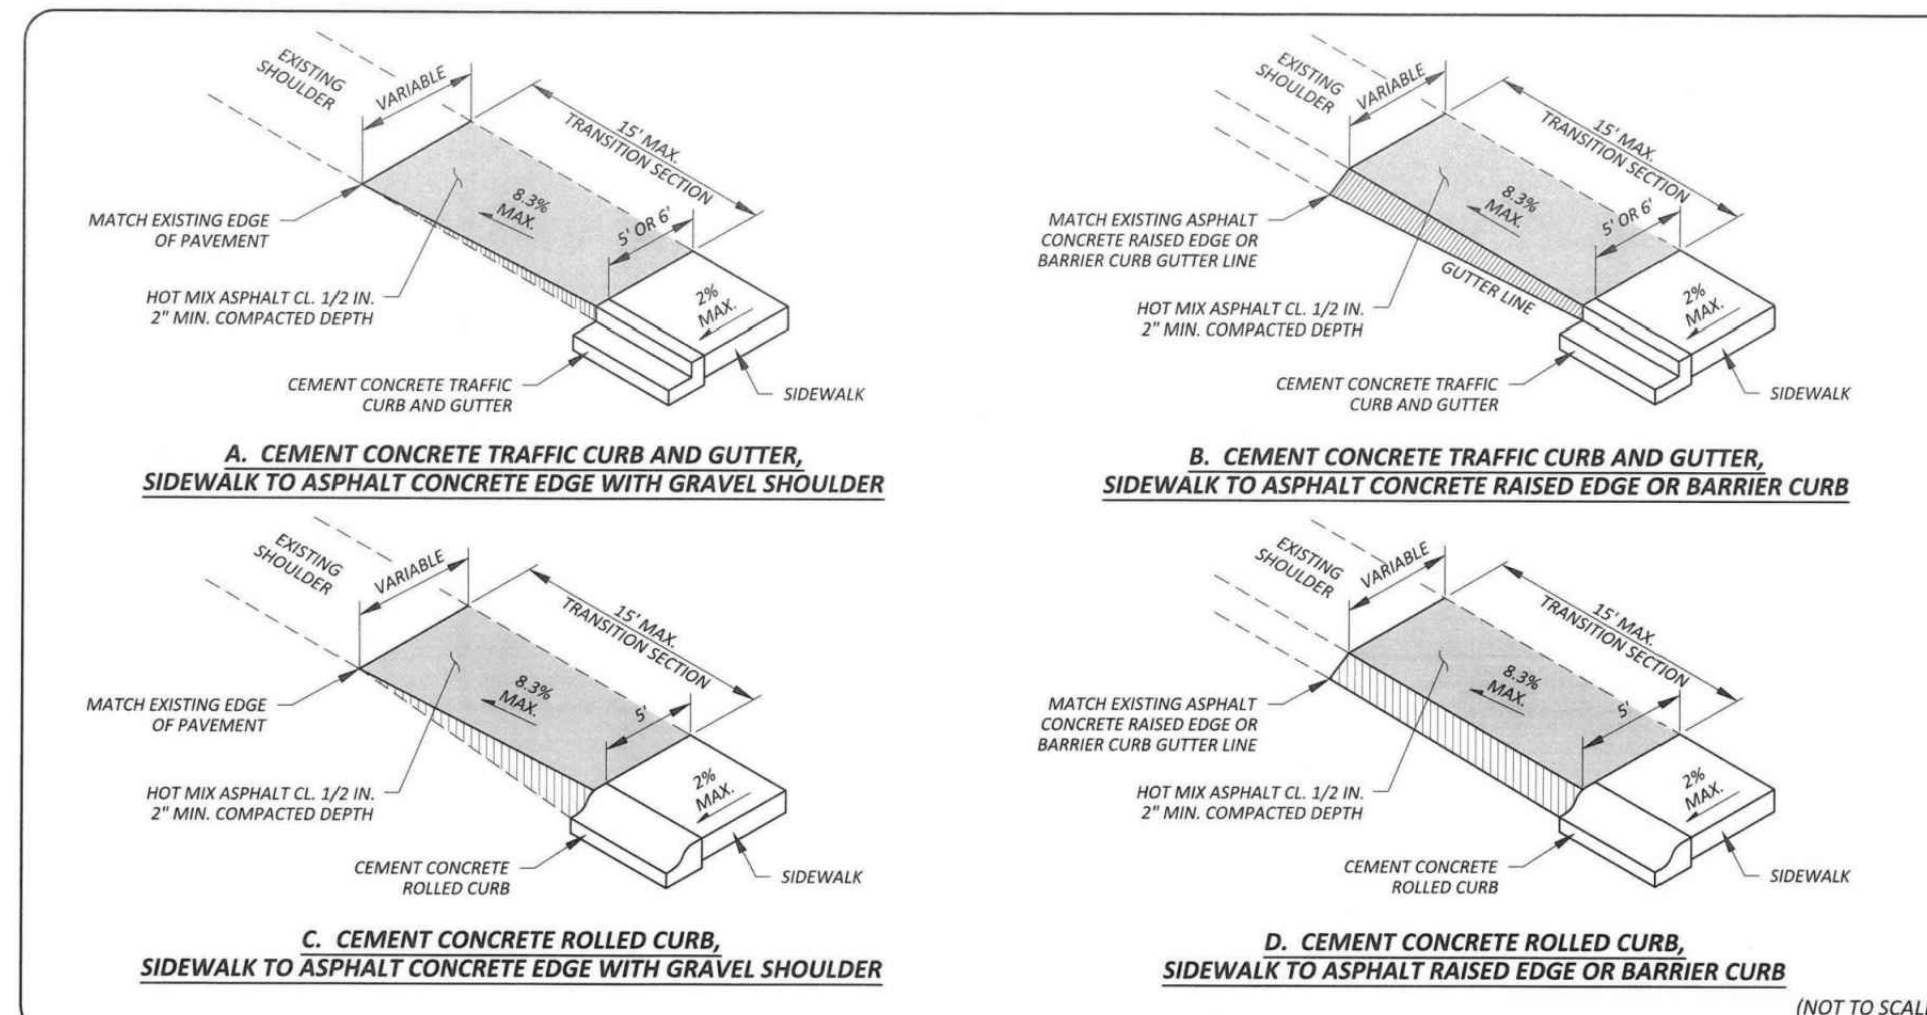 EXISTING
SHOULDER
VARIABLE
15' MAX.
TRANSITION SECTION
8.3%
MAX.
5' OR 6'
MATCH EXISTING EDGE
OF PAVEMENT
HOT MIX ASPHALT CL. 1/2 IN.
2" MIN. COMPACTED DEPTH
2%
MAX.
CEMENT CONCRETE TRAFFIC
CURB AND GUTTER
SIDEWALK
A. CEMENT CONCRETE TRAFFIC CURB AND GUTTER,
SIDEWALK TO ASPHALT CONCRETE EDGE WITH GRAVEL SHOULDER
EXISTING
SHOULDER
VARIABLE
15' MAX.
TRANSITION SECTION
8.3%
MAX.
5' OR 6'
MATCH EXISTING ASPHALT
CONCRETE RAISED EDGE OR
BARRIER CURB GUTTER LINE
GUTTER LINE
HOT MIX ASPHALT CL. 1/2 IN.
2" MIN. COMPACTED DEPTH
2%
MAX.
CEMENT CONCRETE TRAFFIC
CURB AND GUTTER
SIDEWALK
B. CEMENT CONCRETE TRAFFIC CURB AND GUTTER,
SIDEWALK TO ASPHALT CONCRETE RAISED EDGE OR BARRIER CURB
EXISTING
SHOULDER
VARIABLE
15' MAX.
TRANSITION SECTION
8.3%
MAX.
5'
MATCH EXISTING EDGE
OF PAVEMENT
HOT MIX ASPHALT CL. 1/2 IN.
2" MIN. COMPACTED DEPTH
2%
MAX.
CEMENT CONCRETE
ROLLED CURB
SIDEWALK
C. CEMENT CONCRETE ROLLED CURB,
SIDEWALK TO ASPHALT CONCRETE EDGE WITH GRAVEL SHOULDER
EXISTING
SHOULDER
VARIABLE
15' MAX.
TRANSITION SECTION
8.3%
MAX.
5'
MATCH EXISTING ASPHALT
CONCRETE RAISED EDGE OR
BARRIER CURB GUTTER LINE
HOT MIX ASPHALT CL. 1/2 IN.
2" MIN. COMPACTED DEPTH
2%
MAX.
CEMENT CONCRETE
ROLLED CURB
SIDEWALK
D. CEMENT CONCRETE ROLLED CURB,
SIDEWALK TO ASPHALT RAISED EDGE OR BARRIER CURB
(NOT TO SCALE